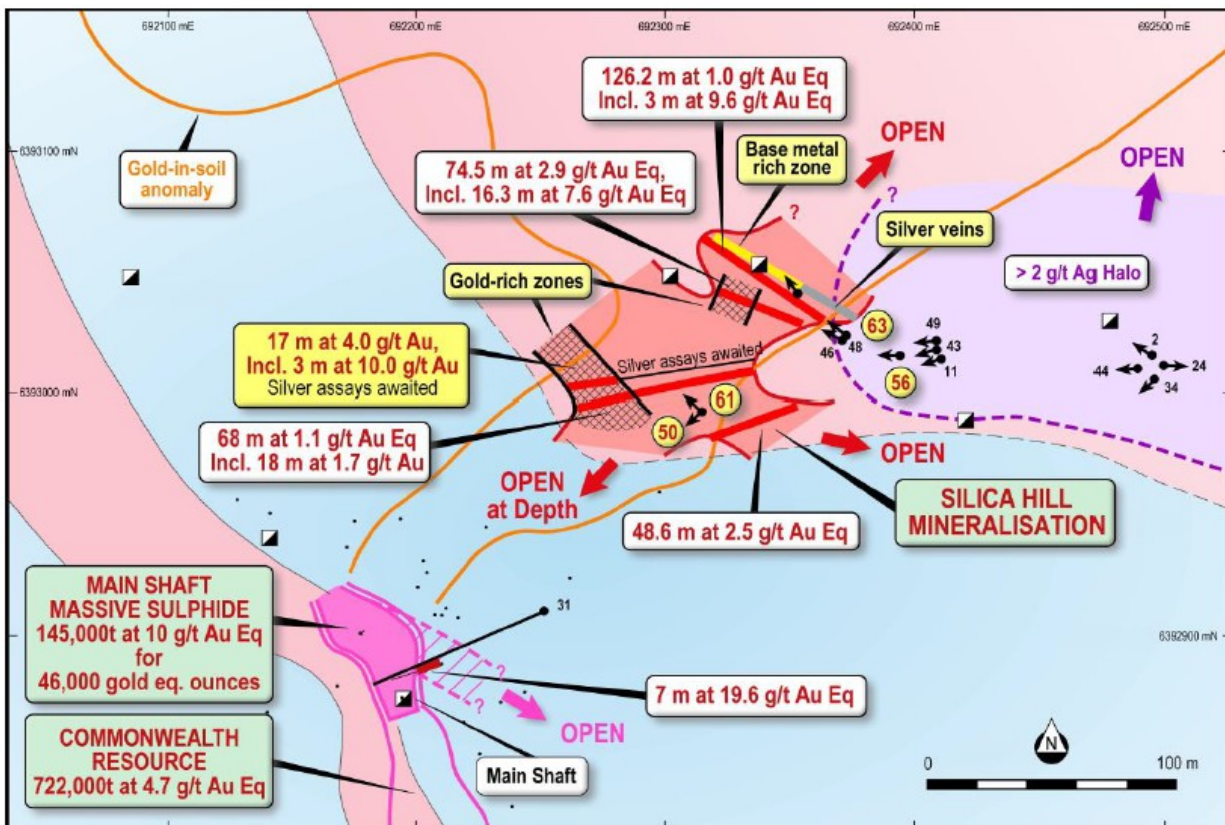 692100 mE
692200 mE
692300 mE
692400 mE
692500 mE
6393100 mN
6393000 mN
6392900 mN
Gold-in-soil
anomaly
126.2 m at 1.0 g/t Au Eq
Incl. 3 m at 9.6 g/t Au Eq
74.5 m at 2.9 g/t Au Eq,
Incl. 16.3 m at 7.6 g/t Au Eq
Base metal
rich zone
OPEN
OPEN
?
?
Silver veins
> 2 g/t Ag Halo
Gold-rich zones
17 m at 4.0 g/t Au,
Incl. 3 m at 10.0 g/t Au
Silver assays awaited
Silver assays awaited
63
46
48
49
43
11
56
2
24
44
34
61
50
68 m at 1.1 g/t Au Eq
Incl. 18 m at 1.7 g/t Au
OPEN
at Depth
OPEN
48.6 m at 2.5 g/t Au Eq
SILICA HILL
MINERALISATION
MAIN SHAFT
MASSIVE SULPHIDE
145,000t at 10 g/t Au Eq
for
46,000 gold eq. ounces
31
?
?
7 m at 19.6 g/t Au Eq
OPEN
COMMONWEALTH
RESOURCE
722,000t at 4.7 g/t Au Eq
Main Shaft
N
0
100 m